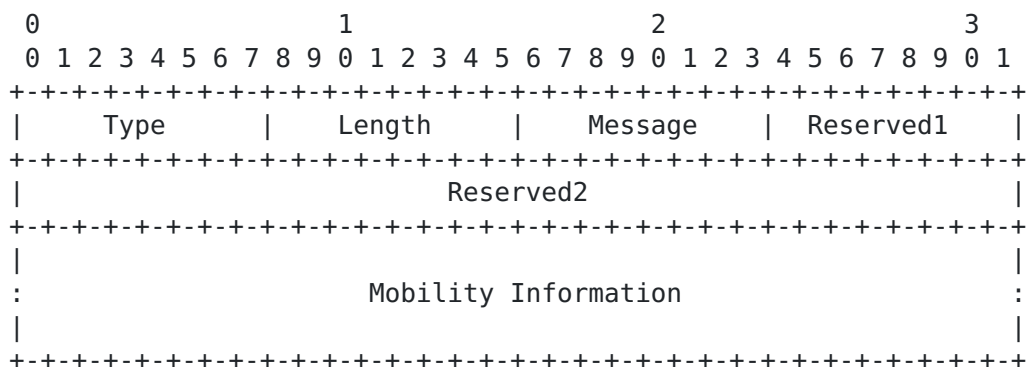 0                   1                   2                   3
 0 1 2 3 4 5 6 7 8 9 0 1 2 3 4 5 6 7 8 9 0 1 2 3 4 5 6 7 8 9 0 1
+-+-+-+-+-+-+-+-+-+-+-+-+-+-+-+-+-+-+-+-+-+-+-+-+-+-+-+-+-+-+-+-+
|     Type      |    Length     |    Message    |  Reserved1    |
+-+-+-+-+-+-+-+-+-+-+-+-+-+-+-+-+-+-+-+-+-+-+-+-+-+-+-+-+-+-+-+-+
|                           Reserved2                           |
+-+-+-+-+-+-+-+-+-+-+-+-+-+-+-+-+-+-+-+-+-+-+-+-+-+-+-+-+-+-+-+-+
|                                                               |
:                      Mobility Information                     :
|                                                               |
+-+-+-+-+-+-+-+-+-+-+-+-+-+-+-+-+-+-+-+-+-+-+-+-+-+-+-+-+-+-+-+-+